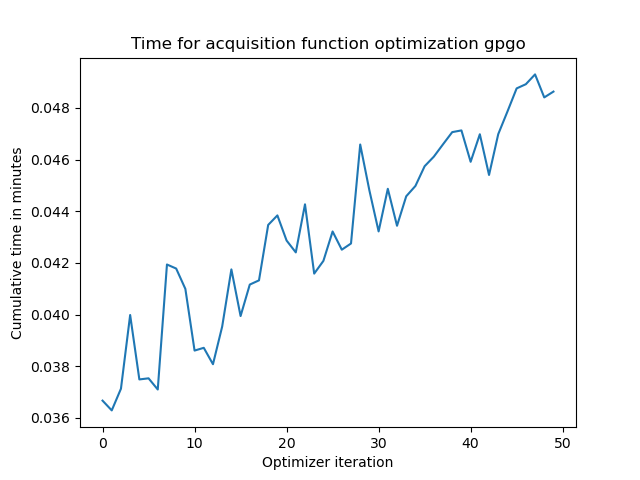 Time for acquisition function optimization gpgo
0.048
0.046
0.044
0.042
0.040
0.038
0.036
Cumulative time in minutes
0 10 20 30 40 50
Optimizer iteration